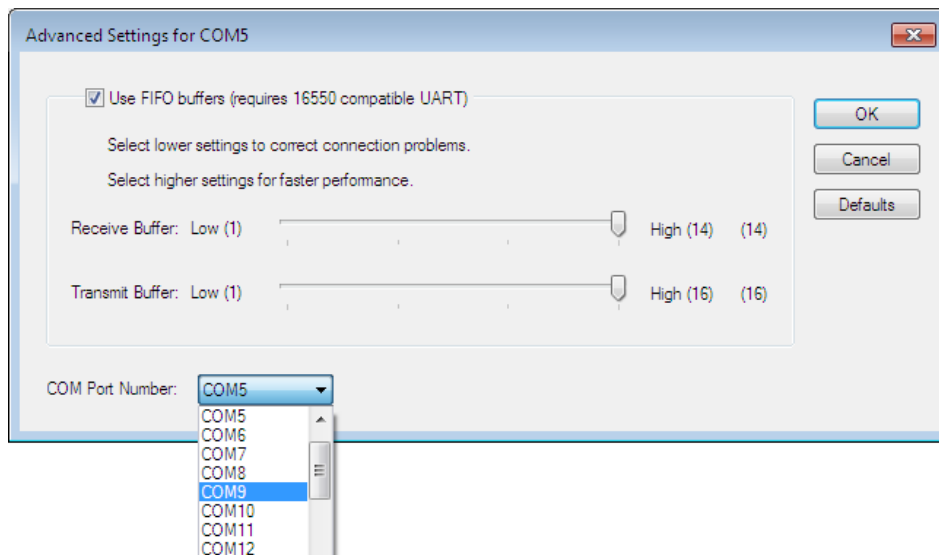 Advanced Settings for COM5
Use FIFO buffers (requires 16550 compatible UART)
OK
Select lower settings to correct connection problems.
Cancel
Select higher settings for faster performance.
Defaults
Receive Buffer: Low (1) High (14) (14)
Transmit Buffer: Low (1) High (16) (16)
COM Port Number: COM5
COM5
COM6
COM7
COM8
COM9
COM10
COM11
COM12